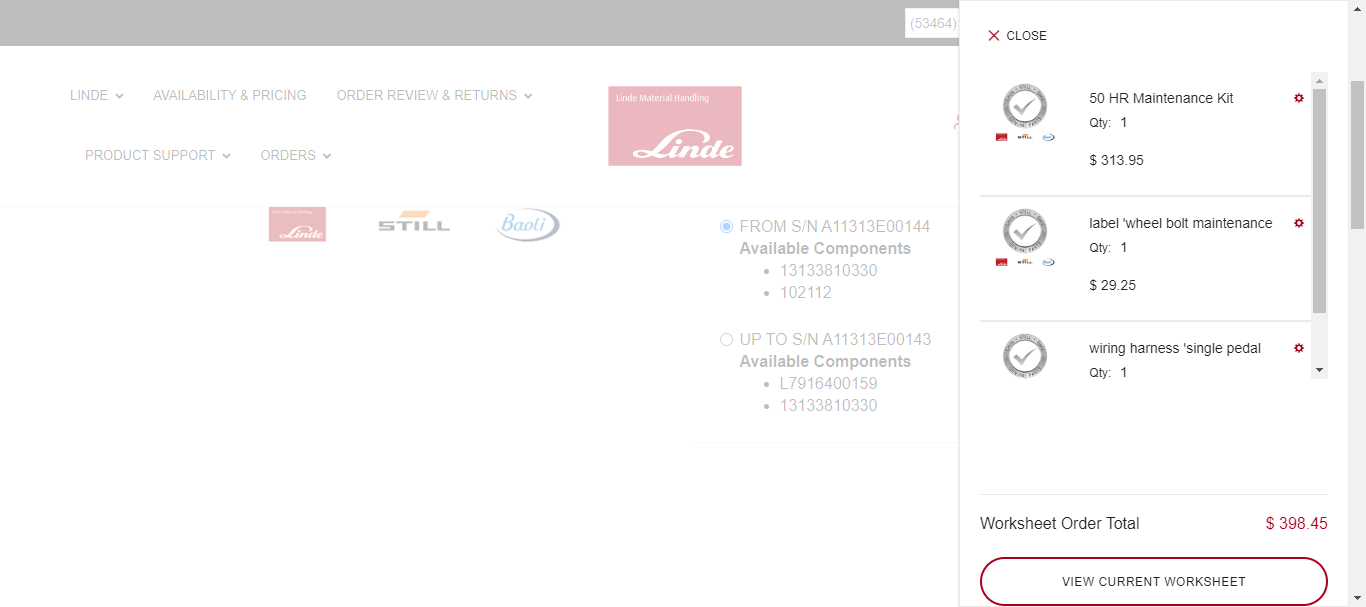 (53464)
CLOSE
LINDE
AVAILABILITY & PRICING
ORDER REVIEW & RETURNS
PRODUCT SUPPORT
ORDERS
Linde Material Handling
Linde
Linde
STILL
Baoli
FROM S/N A11313E00144
Available Components
13133810330
102112
UP TO S/N A11313E00143
Available Components
L7916400159
13133810330
50 HR Maintenance Kit
Qty: 1
$ 313.95
label 'wheel bolt maintenance
Qty: 1
$ 29.25
wiring harness 'single pedal
Qty: 1
Worksheet Order Total
$ 398.45
VIEW CURRENT WORKSHEET